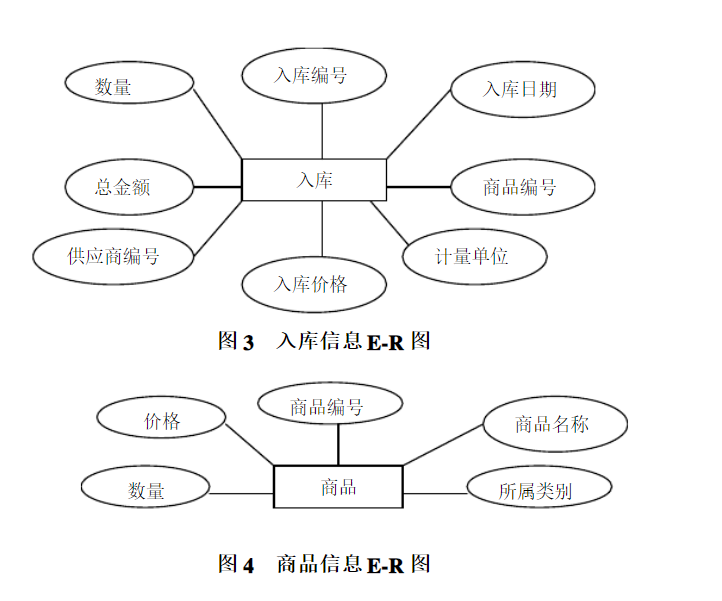 入库编号
数量
入库日期
入库
总金额
商品编号
供应商编号
计量单位
入库价格
图 3 入库信息 E-R 图
商品编号
价格
商品名称
商品
数量
所属类别
图 4 商品信息 E-R 图